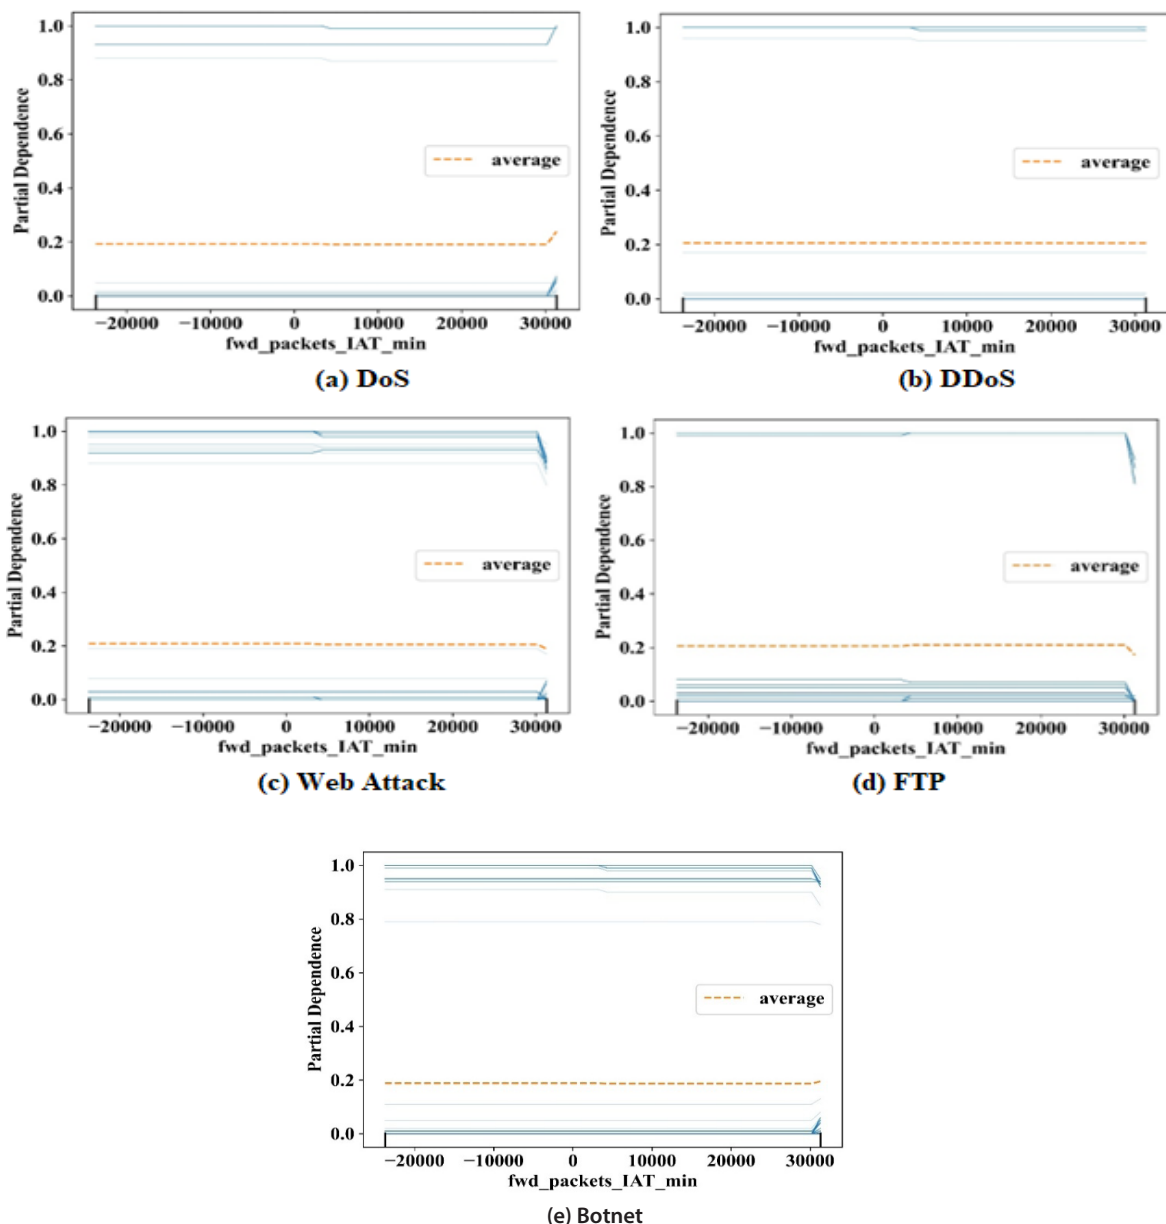 1.0
0.8
0.6
0.4
0.2
0.0
Partial Dependence
average
−20000 −10000 0 10000 20000 30000
fwd_packets_IAT_min
(a) DoS
1.0
0.8
0.6
0.4
0.2
0.0
Partial Dependence
average
−20000 −10000 0 10000 20000 30000
fwd_packets_IAT_min
(b) DDoS
1.0
0.8
0.6
0.4
0.2
0.0
Partial Dependence
average
−20000 −10000 0 10000 20000 30000
fwd_packets_IAT_min
(c) Web Attack
1.0
0.8
0.6
0.4
0.2
0.0
Partial Dependence
average
−20000 −10000 0 10000 20000 30000
fwd_packets_IAT_min
(d) FTP
1.0
0.8
0.6
0.4
0.2
0.0
Partial Dependence
average
−20000 −10000 0 10000 20000 30000
fwd_packets_IAT_min
(e) Botnet